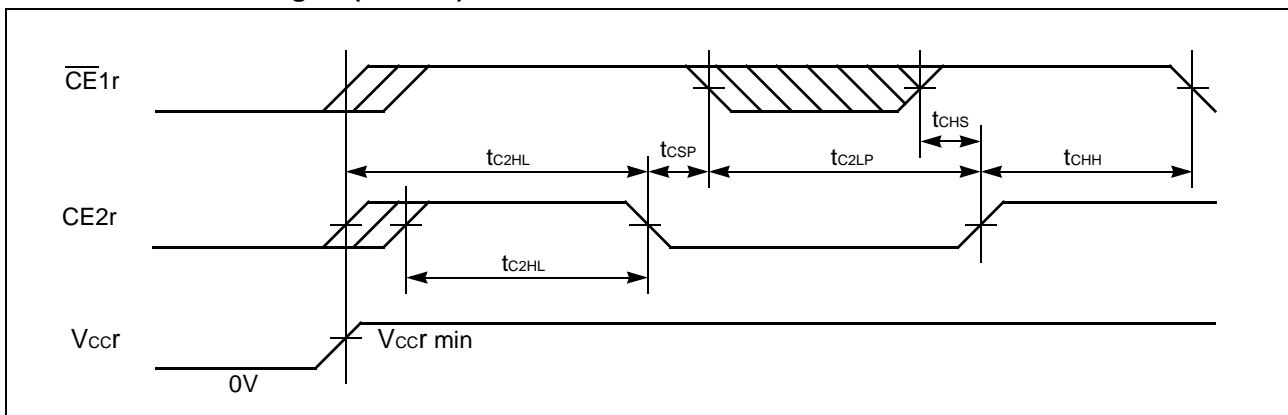 CE1r
tCHS
tC2HL
tCSP
tC2LP
tCHH
CE2r
tC2HL
VCCr
VCCr min
0V